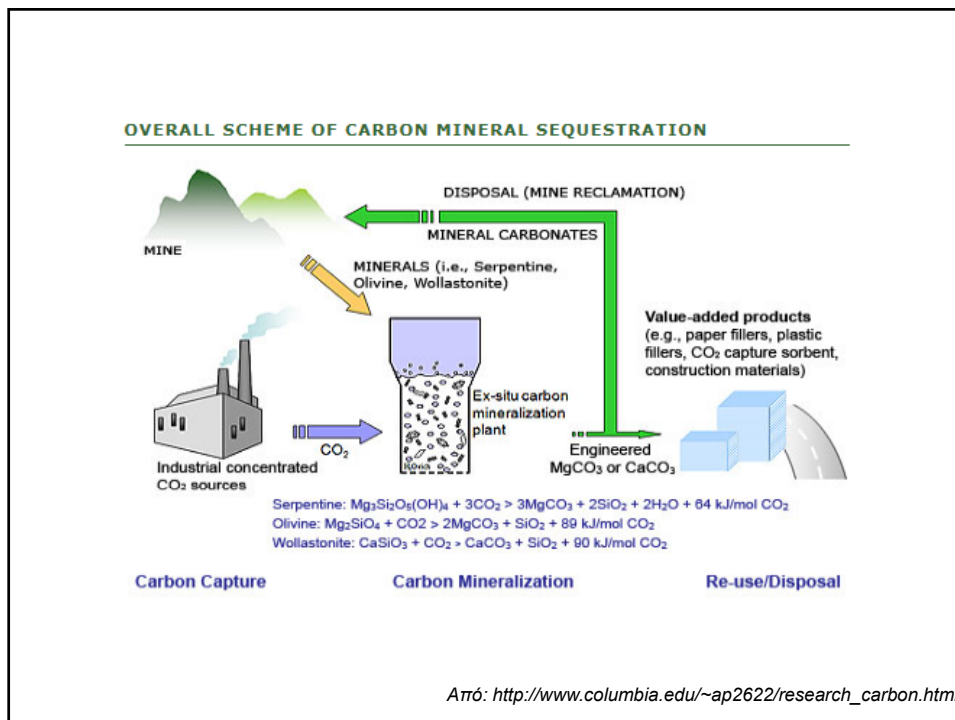 OVERALL SCHEME OF CARBON MINERAL SEQUESTRATION
DISPOSAL (MINE RECLAMATION)
MINERAL CARBONATES
MINE
MINERALS (i.e., Serpentine,
Olivine, Wollastonite)
Value-added products
(e.g., paper fillers, plastic
fillers, CO₂ capture sorbent,
construction materials)
Ex-situ carbon
mineralization
plant
CO₂
Industrial concentrated
CO₂ sources
Engineered
MgCO₃ or CaCO₃
Serpentine: Mg₃Si₂O₅(OH)₄ + 3CO₂ > 3MgCO₃ + 2SiO₂ + 2H₂O + 64 kJ/mol CO₂
Olivine: Mg₂SiO₄ + CO2 > 2MgCO₃ + SiO₂ + 89 kJ/mol CO₂
Wollastonite: CaSiO₃ + CO₂ > CaCO₃ + SiO₂ + 90 kJ/mol CO₂
Carbon Capture
Carbon Mineralization
Re-use/Disposal
Από: http://www.columbia.edu/~ap2622/research_carbon.htm